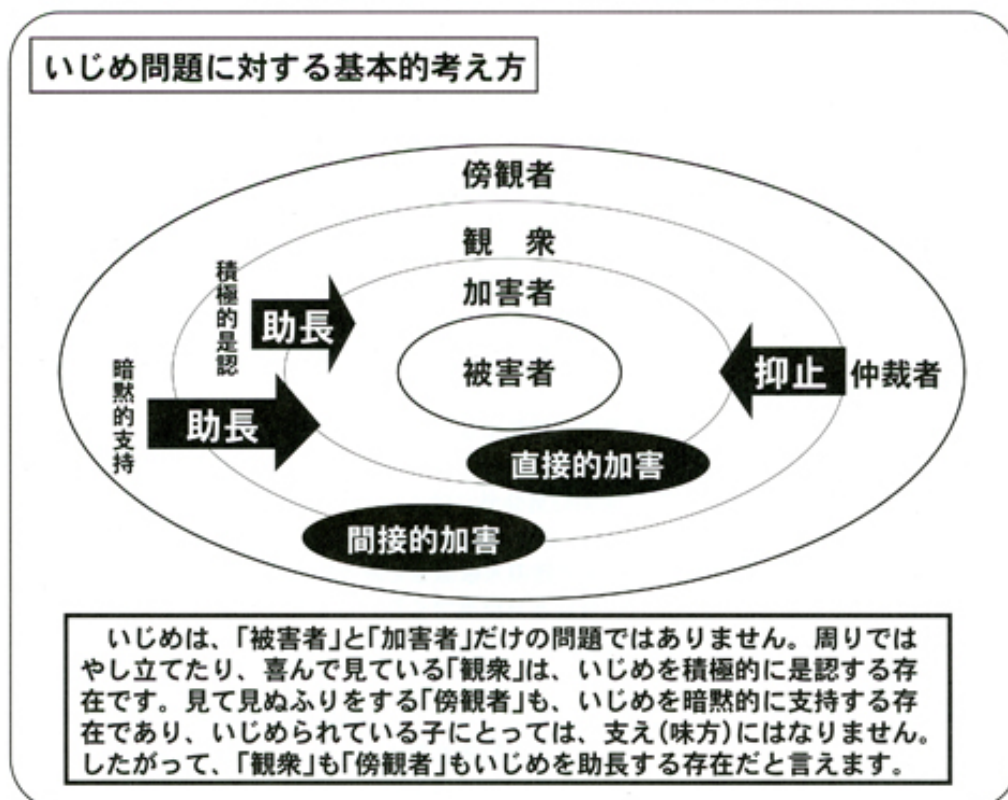 いじめ問題に対する基本的考え方
傍観者
観　衆
加害者
被害者
積極的是認
助長
暗黙的支持
助長
抑止
仲裁者
直接的加害
間接的加害
　いじめは、「被害者」と「加害者」だけの問題ではありません。周りでは
やし立てたり、喜んで見ている「観衆」は、いじめを積極的に是認する存
在です。見て見ぬふりをする「傍観者」も、いじめを暗黙的に支持する存
在であり、いじめられている子にとっては、支え(味方)にはなりません。
したがって、「観衆」も「傍観者」もいじめを助長する存在だと言えます。